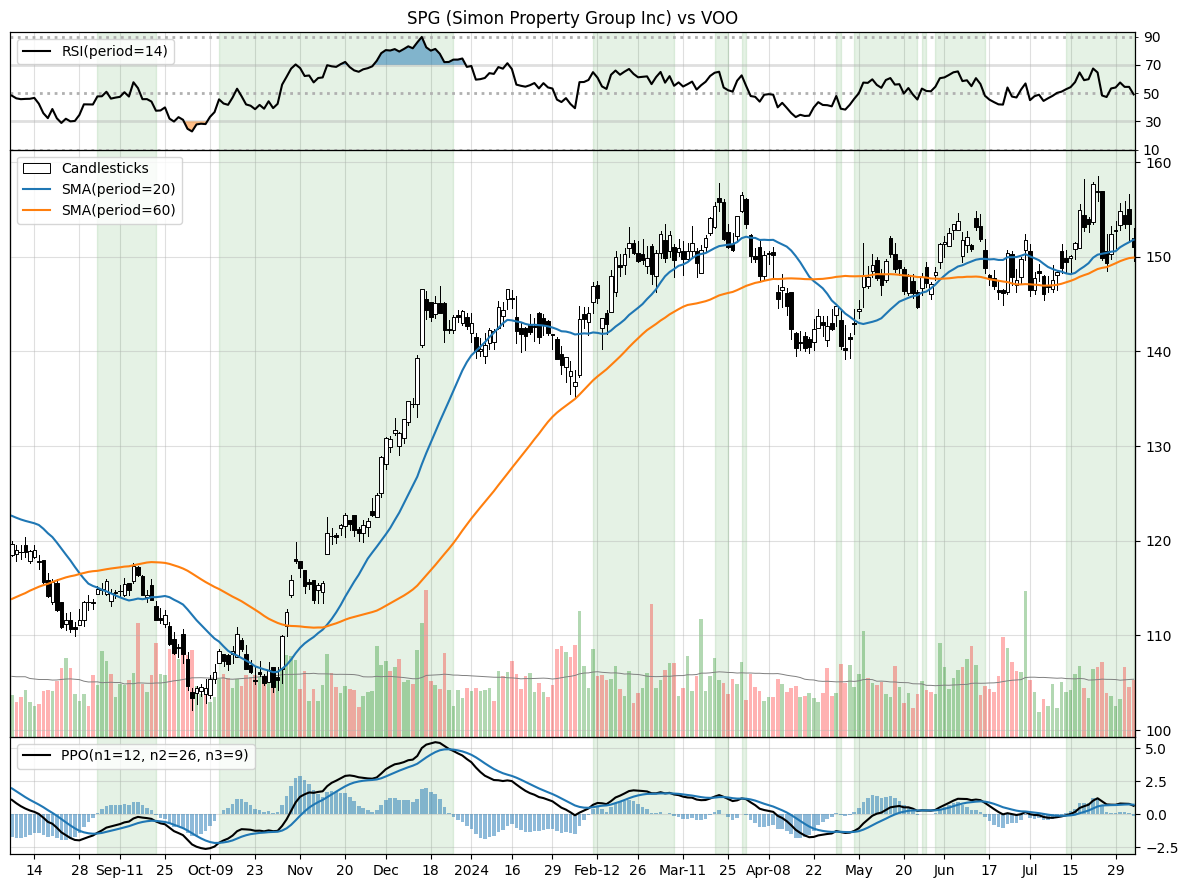 SPG (Simon Property Group Inc) vs VOO
RSI(period=14)
90
70
50
30
10
Candlesticks
SMA(period=20)
SMA(period=60)
160
150
140
130
120
110
100
PPO(n1=12, n2=26, n3=9)
5.0
2.5
0.0
−2.5
14 28 Sep-11 25 Oct-09 23 Nov 20 Dec 18 2024 16 29 Feb-12 26 Mar-11 25 Apr-08 22 May 20 Jun 17 Jul 15 29